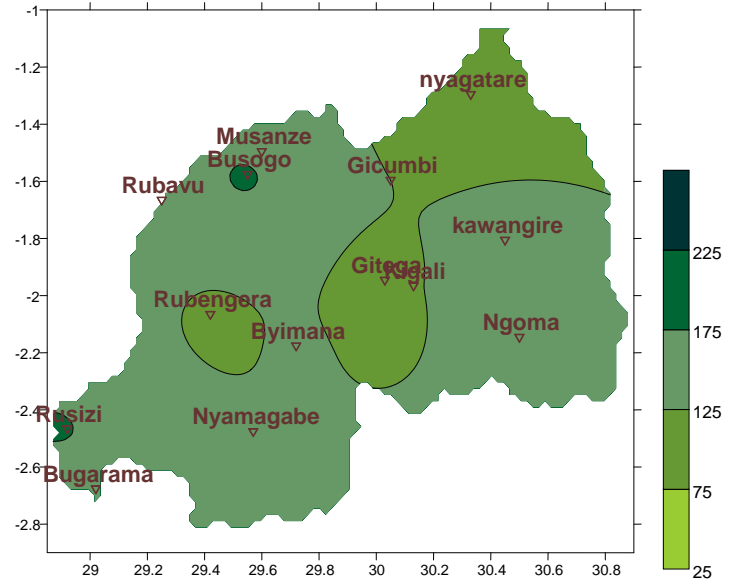 -1
-1.2
-1.4
-1.6
-1.8
-2
-2.2
-2.4
-2.6
-2.8
nyagatare
Musanze
Busogo
Gicumbi
Rubavu
kawangire
Gitega
Kigali
Rubengera
Byimana
Ngoma
Rusizi
Nyamagabe
Bugarama
225
175
125
75
25
29
29.2
29.4
29.6
29.8
30
30.2
30.4
30.6
30.8